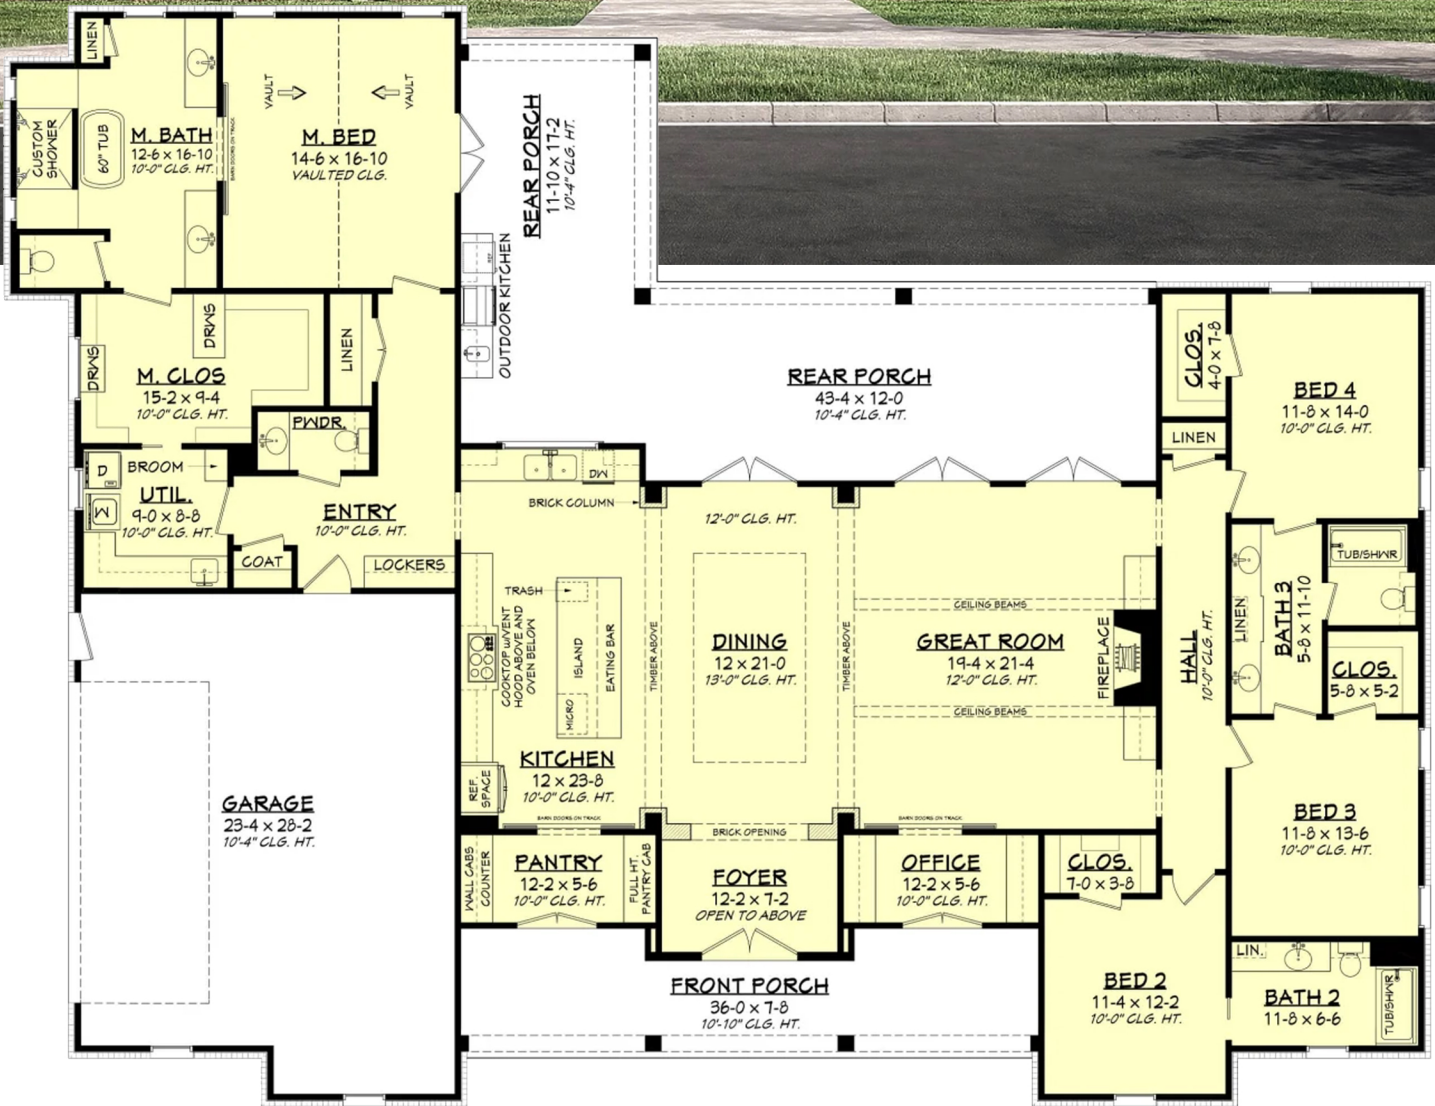 LINEN
M. BATH
12-6 x 16-10
10'-0" CLG. HT.
CUSTOM
SHOWER
60" TUB
BARN DOORS ON TRACK
VAULT
VAULT
M. BED
14-6 x 16-10
VAULTED CLG.
REAR PORCH
11-10 x 17-2
10'-4" CLG. HT.
REF.
OUTDOOR KITCHEN
DRWS
DRWS
M. CLOS
15-2 x 9-4
10'-0" CLG. HT.
LINEN
PWDR.
REAR PORCH
43-4 x 12-0
10'-4" CLG. HT.
CLOS.
4-0 x 7-8
BED 4
11-8 x 14-0
10'-0" CLG. HT.
LINEN
D
W
BROOM
UTIL.
9-0 x 8-8
10'-0" CLG. HT.
ENTRY
10'-0" CLG. HT.
COAT
LOCKERS
DW
BRICK COLUMN
12'-0" CLG. HT.
TRASH
COOKTOP w/VENT
HOOD ABOVE AND
OVEN BELOW
ISLAND
EATING BAR
MICRO
KITCHEN
12 x 23-8
10'-0" CLG. HT.
REF.
SPACE
TIMBER ABOVE
DINING
12 x 21-0
13'-0" CLG. HT.
TIMBER ABOVE
CEILING BEAMS
GREAT ROOM
19-4 x 21-4
12'-0" CLG. HT.
CEILING BEAMS
FIREPLACE
HALL
10'-0" CLG. HT.
LINEN
BATH 3
5-8 x 11-10
TUB/SHWR
CLOS.
5-8 x 5-2
BED 3
11-8 x 13-6
10'-0" CLG. HT.
GARAGE
23-4 x 28-2
10'-4" CLG. HT.
BARN DOORS ON TRACK
BRICK OPENING
BARN DOORS ON TRACK
WALL CABS
COUNTER
PANTRY
12-2 x 5-6
10'-0" CLG. HT.
FULL HT.
PANTRY CAB
FOYER
12-2 x 7-2
OPEN TO ABOVE
OFFICE
12-2 x 5-6
10'-0" CLG. HT.
CLOS.
7-0 x 3-8
FRONT PORCH
36-0 x 7-8
10'-10" CLG. HT.
BED 2
11-4 x 12-2
10'-0" CLG. HT.
LIN.
BATH 2
11-8 x 6-6
TUB/SHWR